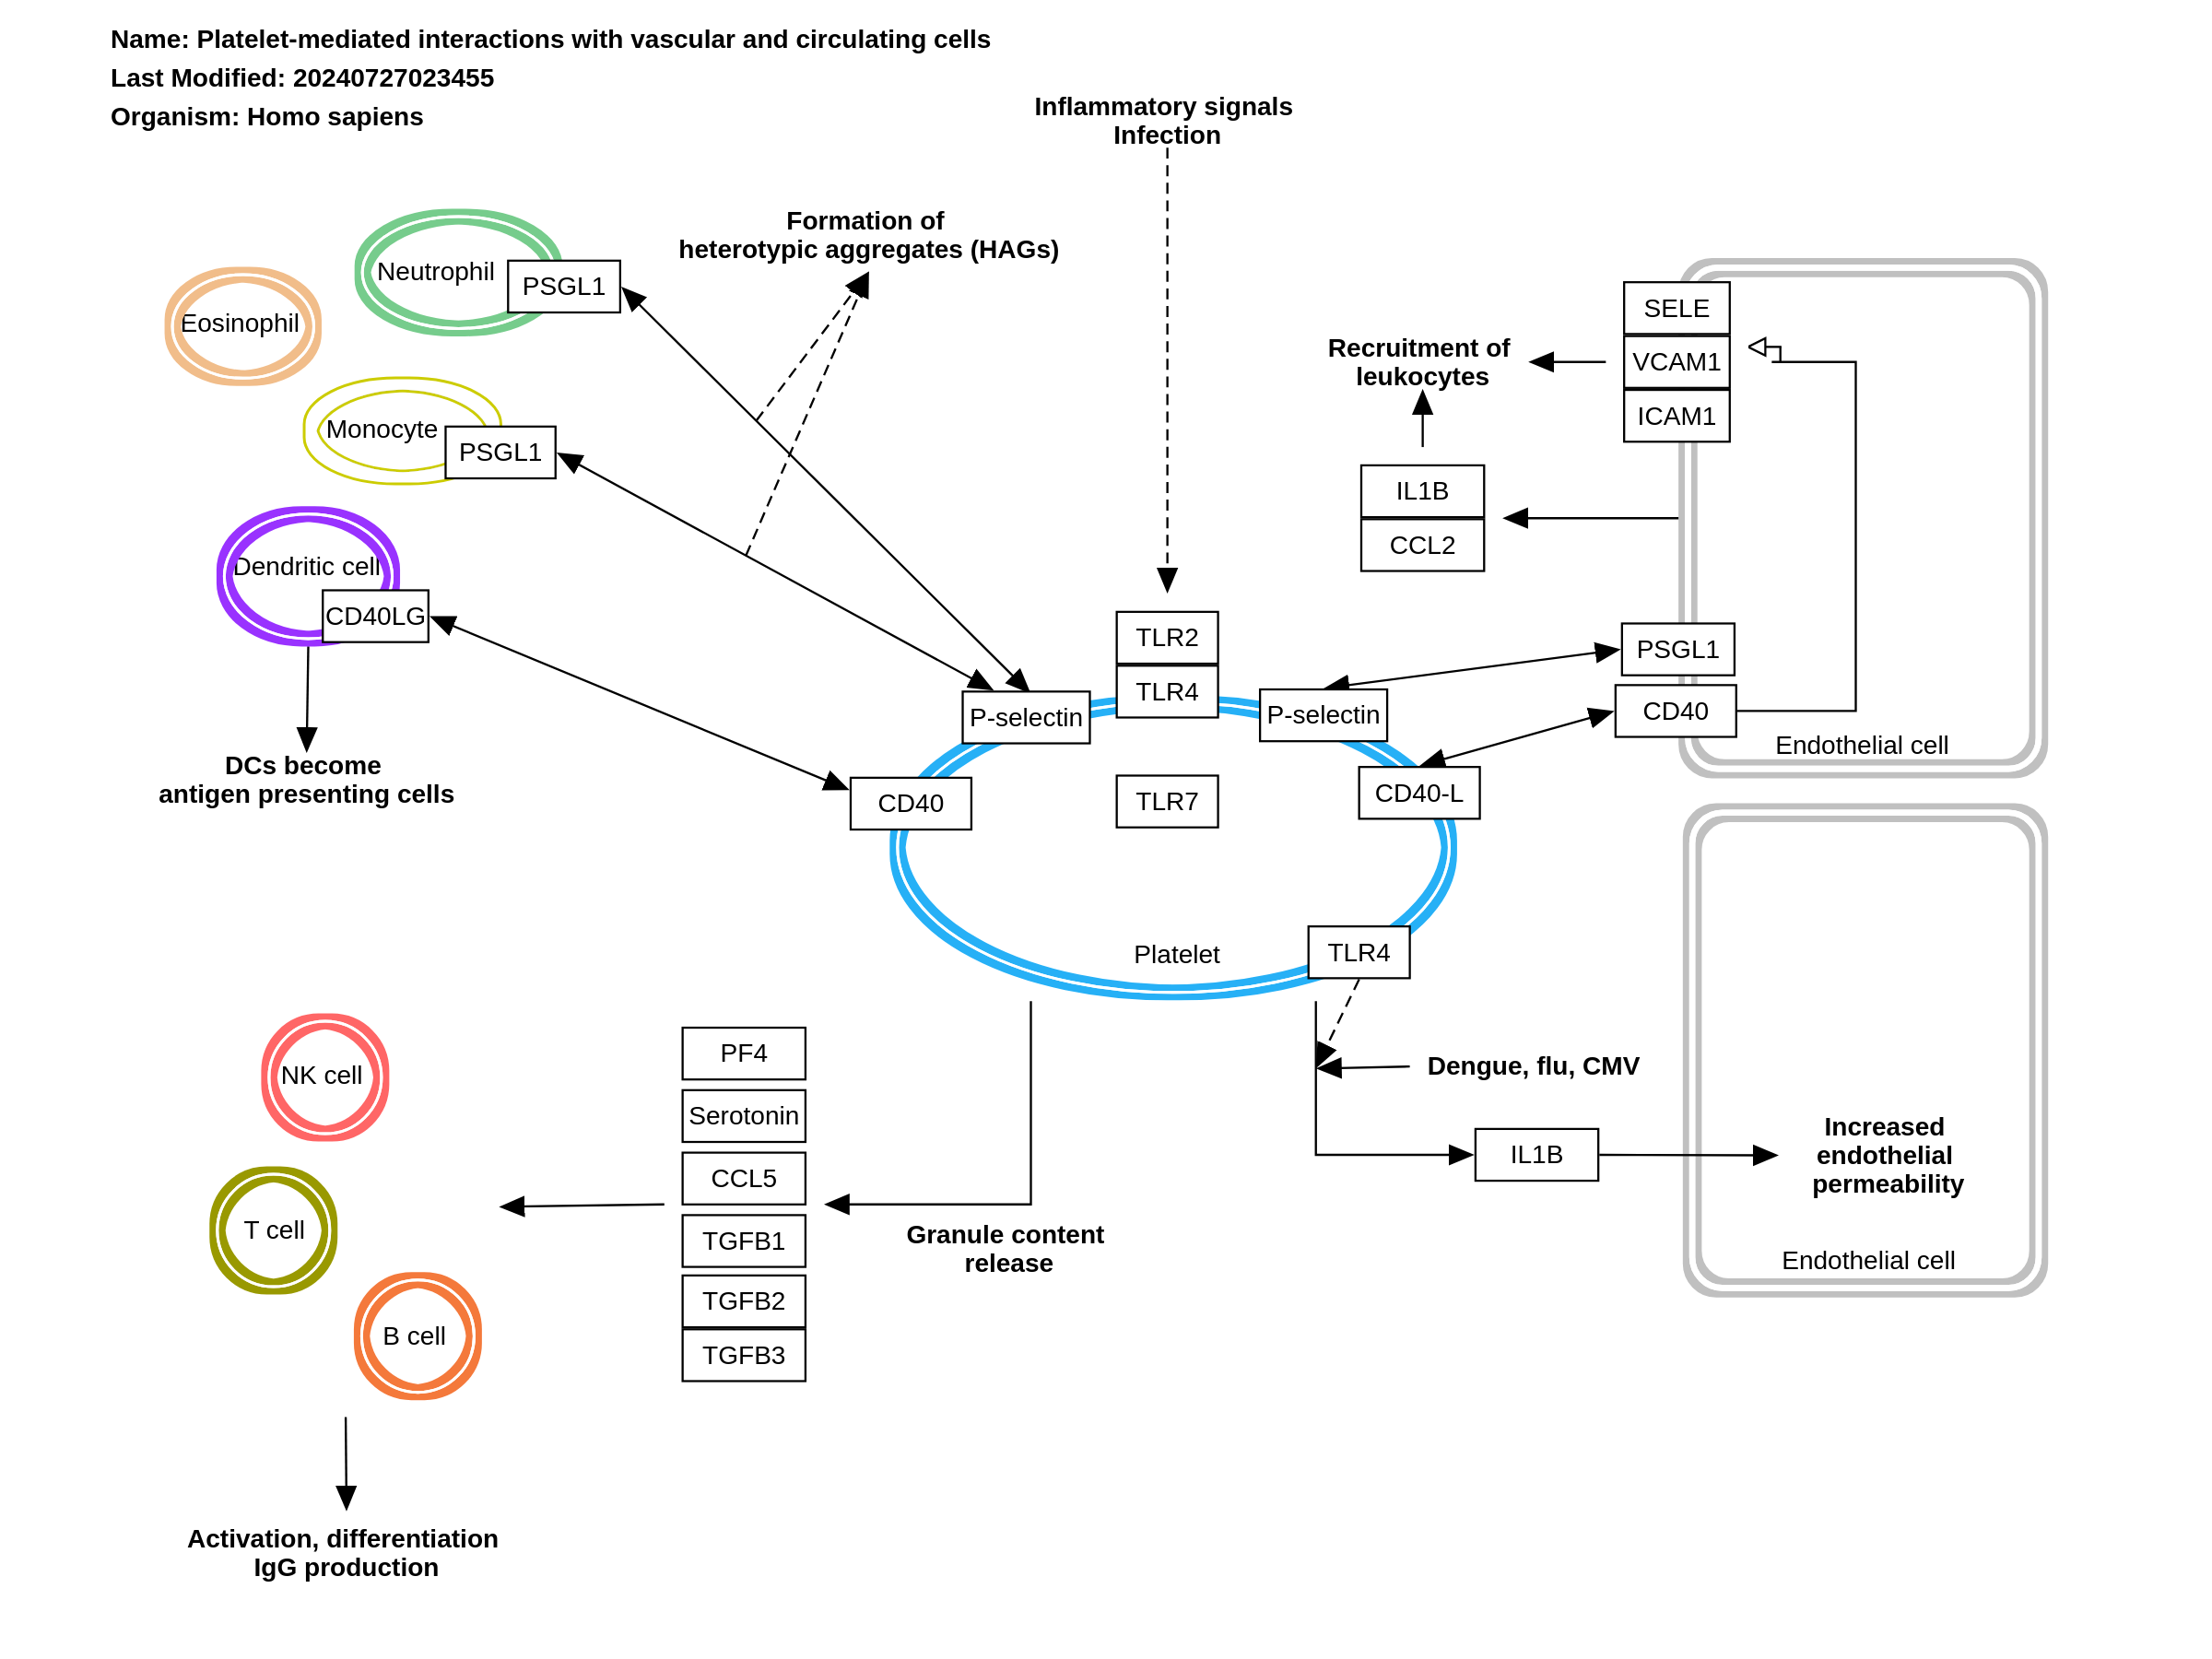 Name: Platelet-mediated interactions with vascular and circulating cells
Last Modified: 20240727023455
Organism: Homo sapiens
Inflammatory signals
Infection
Formation of
heterotypic aggregates (HAGs)
Neutrophil
PSGL1
Eosinophil
Monocyte
PSGL1
Dendritic cell
CD40LG
DCs become
antigen presenting cells
Recruitment of
leukocytes
SELE
VCAM1
ICAM1
IL1B
CCL2
PSGL1
CD40
Endothelial cell
TLR2
TLR4
P-selectin
P-selectin
CD40
TLR7
CD40-L
Platelet
TLR4
NK cell
T cell
B cell
PF4
Serotonin
CCL5
TGFB1
TGFB2
TGFB3
Granule content
release
Dengue, flu, CMV
IL1B
Increased
endothelial
permeability
Endothelial cell
Activation, differentiation
IgG production